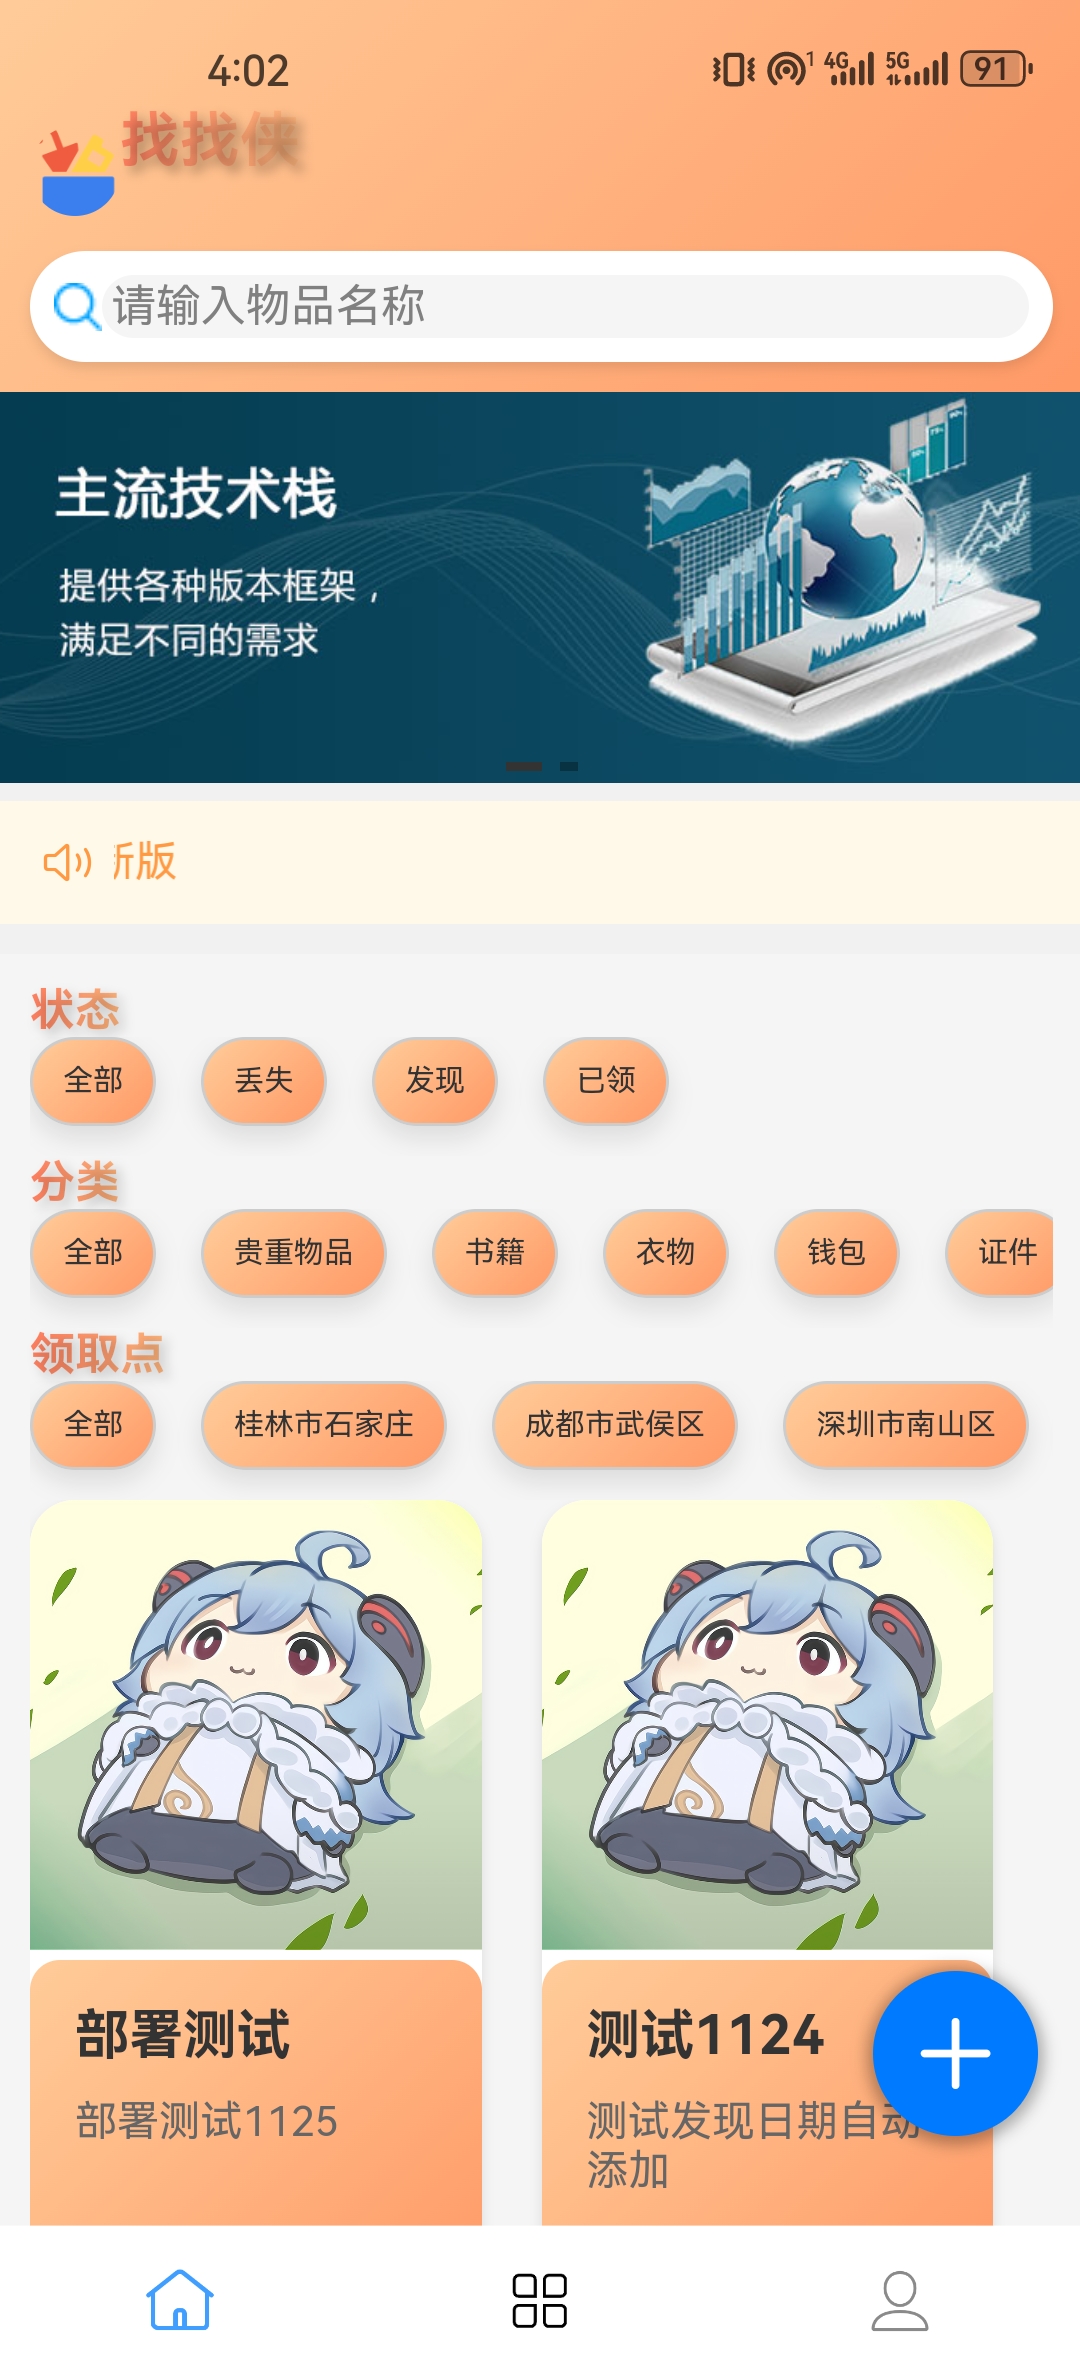 4:02
1 4G 5G 91
找找侠
请输入物品名称
主流技术栈
提供各种版本框架，
满足不同的需求
新版
状态
全部 丢失 发现 已领
分类
全部 贵重物品 书籍 衣物 钱包 证件
领取点
全部 桂林市石家庄 成都市武侯区 深圳市南山区
部署测试
部署测试1125
测试1124
测试发现日期自动
添加